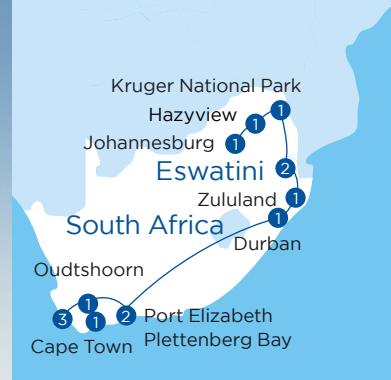 Kruger National Park
1
Hazyview
1
Johannesburg
1
Eswatini
2
Zululand
1
South Africa
1
Durban
Oudtshoorn
1
3
1
2
Port Elizabeth
Cape Town
Plettenberg Bay